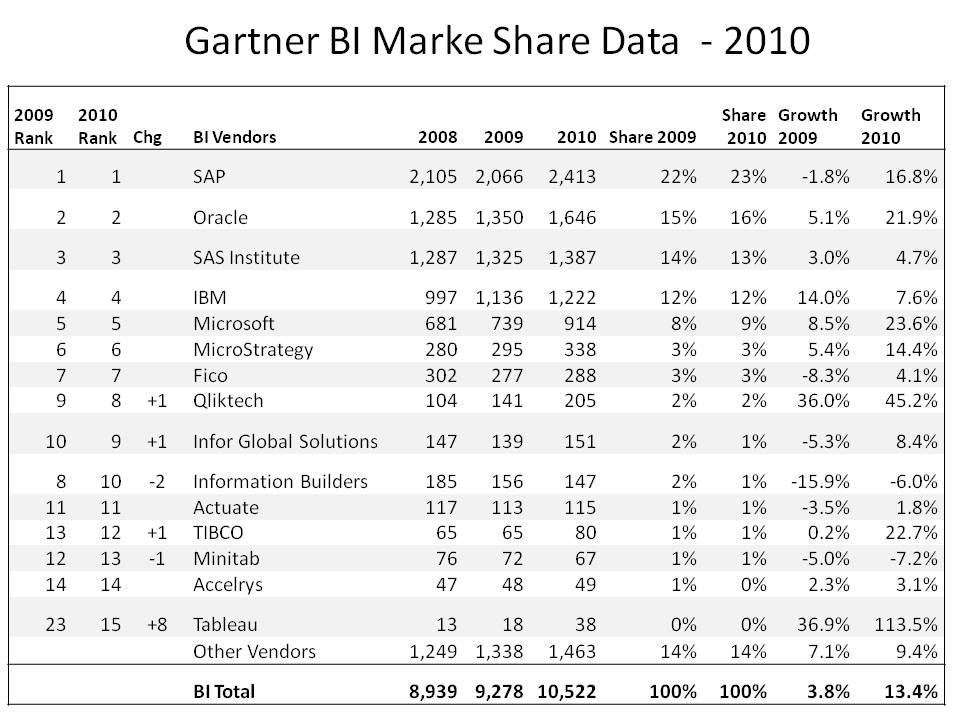 Gartner BI Marke Share Data - 2010
2009 Rank 2010 Rank Chg BI Vendors 2008 2009 2010 Share 2009 Share 2010 Growth 2009 Growth 2010
1 1 SAP 2,105 2,066 2,413 22% 23% -1.8% 16.8%
2 2 Oracle 1,285 1,350 1,646 15% 16% 5.1% 21.9%
3 3 SAS Institute 1,287 1,325 1,387 14% 13% 3.0% 4.7%
4 4 IBM 997 1,136 1,222 12% 12% 14.0% 7.6%
5 5 Microsoft 681 739 914 8% 9% 8.5% 23.6%
6 6 MicroStrategy 280 295 338 3% 3% 5.4% 14.4%
7 7 Fico 302 277 288 3% 3% -8.3% 4.1%
9 8 +1 Qliktech 104 141 205 2% 2% 36.0% 45.2%
10 9 +1 Infor Global Solutions 147 139 151 2% 1% -5.3% 8.4%
8 10 -2 Information Builders 185 156 147 2% 1% -15.9% -6.0%
11 11 Actuate 117 113 115 1% 1% -3.5% 1.8%
13 12 +1 TIBCO 65 65 80 1% 1% 0.2% 22.7%
12 13 -1 Minitab 76 72 67 1% 1% -5.0% -7.2%
14 14 Accelrys 47 48 49 1% 0% 2.3% 3.1%
23 15 +8 Tableau 13 18 38 0% 0% 36.9% 113.5%
Other Vendors 1,249 1,338 1,463 14% 14% 7.1% 9.4%
BI Total 8,939 9,278 10,522 100% 100% 3.8% 13.4%